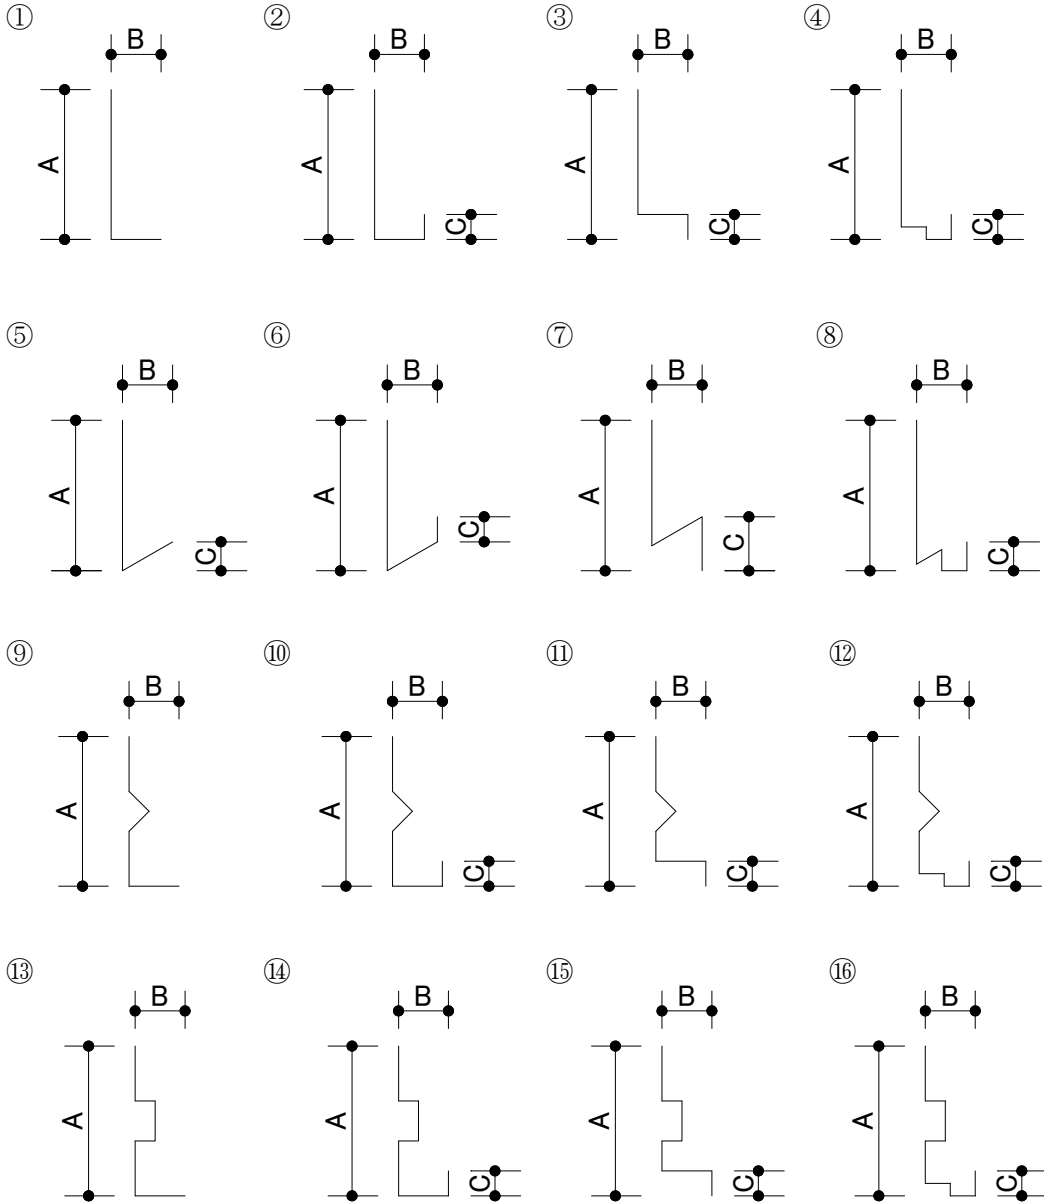 ① ② ③ ④
B B B B
A A A A
C C C
⑤ ⑥ ⑦ ⑧
B B B B
A A A A
C C C C
⑨ ⑩ ⑪ ⑫
B B B B
A A A A
C C C
⑬ ⑭ ⑮ ⑯
B B B B
A A A A
C C C